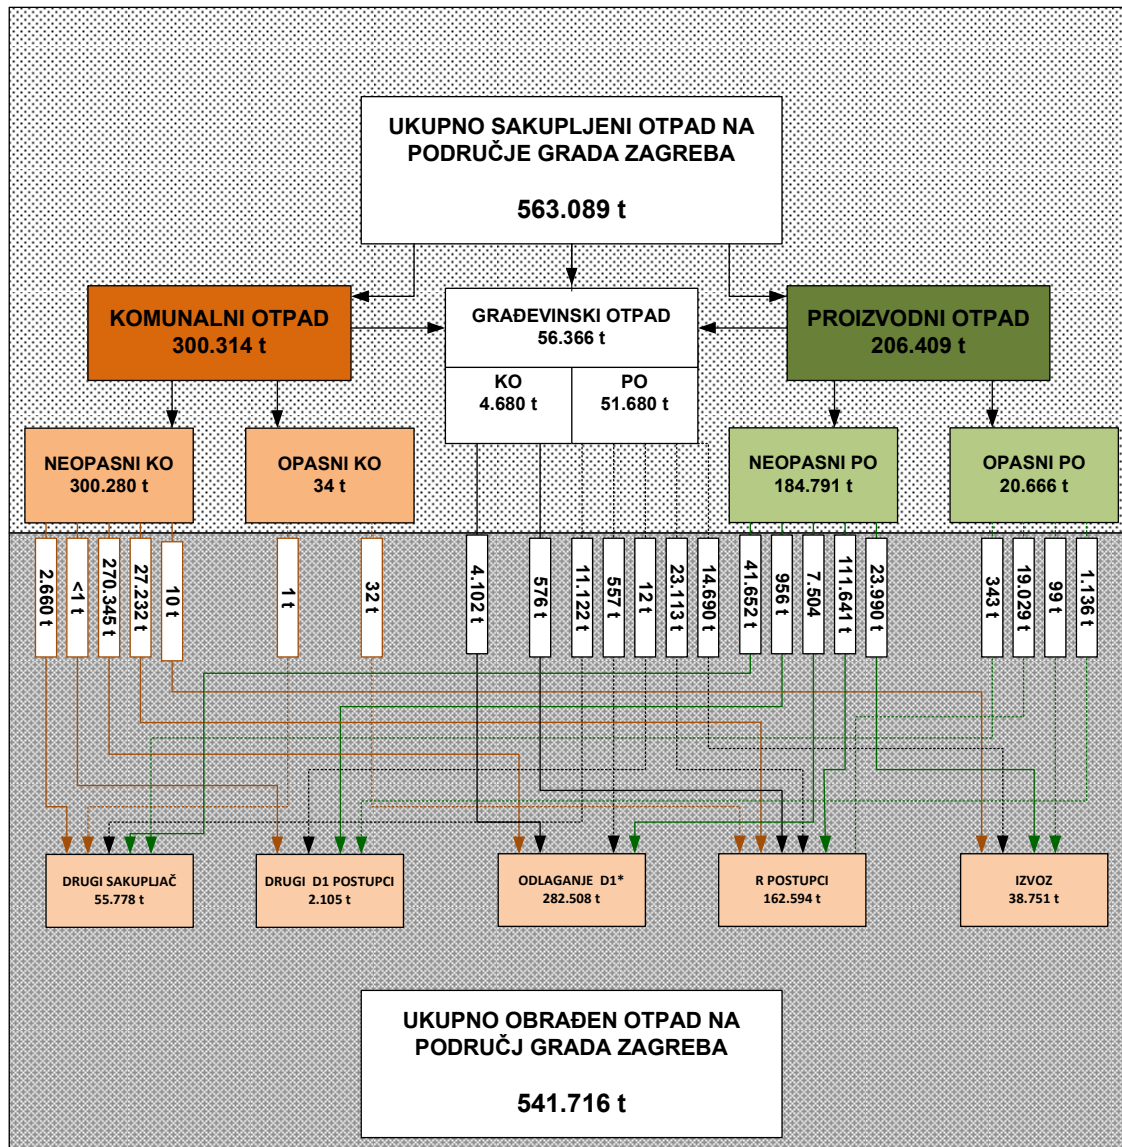 UKUPNO SAKUPLJENI OTPAD NA
PODRUČJE GRADA ZAGREBA
563.089 t
KOMUNALNI OTPAD
300.314 t
GRAĐEVINSKI OTPAD
56.366 t
KO
4.680 t
PO
51.680 t
PROIZVODNI OTPAD
206.409 t
NEOPASNI KO
300.280 t
OPASNI KO
34 t
NEOPASNI PO
184.791 t
OPASNI PO
20.666 t
2.660 t
<1 t
270.345 t
27.232 t
10 t
1 t
32 t
4.102 t
576 t
11.122 t
557 t
12 t
23.113 t
14.690 t
41.652 t
956 t
7.504
111.641 t
23.990 t
343 t
19.029 t
99 t
1.136 t
DRUGI SAKUPLJAČ
55.778 t
DRUGI D1 POSTUPCI
2.105 t
ODLAGANJE D1*
282.508 t
R POSTUPCI
162.594 t
IZVOZ
38.751 t
UKUPNO OBRAĐEN OTPAD NA
PODRUČJ GRADA ZAGREBA
541.716 t